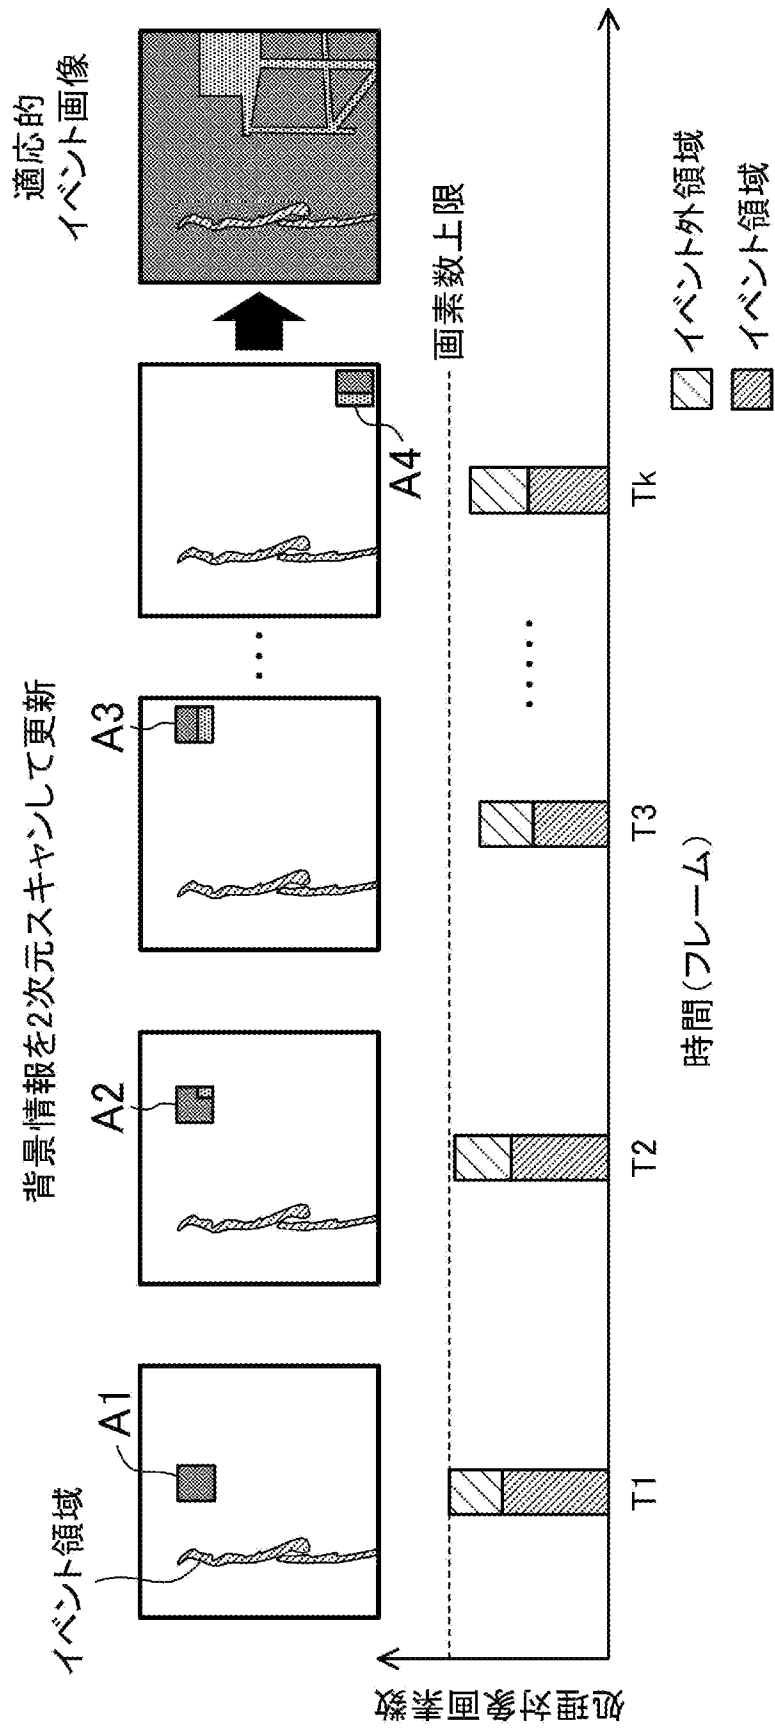 背景情報を2次元スキャンして更新
適応的
イベント画像
イベント領域
A1
A2
A3
A4
画素数上限
処理対象画素数
T1
T2
T3
Tk
時間(フレーム)
イベント外領域
イベント領域